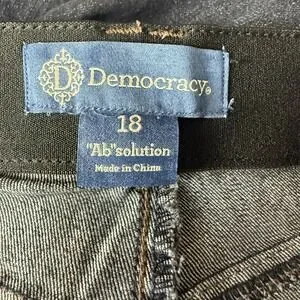 D Democracy®
18
"Ab"solution
Made in China